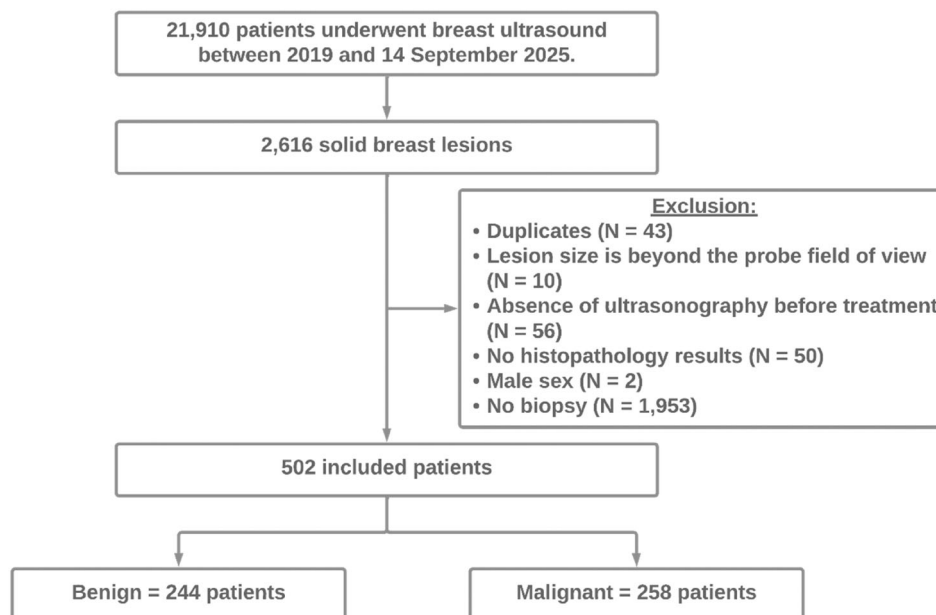 21,910 patients underwent breast ultrasound
between 2019 and 14 September 2025.
2,616 solid breast lesions
Exclusion:
• Duplicates (N = 43)
• Lesion size is beyond the probe field of view
(N = 10)
• Absence of ultrasonography before treatment
(N = 56)
• No histopathology results (N = 50)
• Male sex (N = 2)
• No biopsy (N = 1,953)
502 included patients
Benign = 244 patients
Malignant = 258 patients